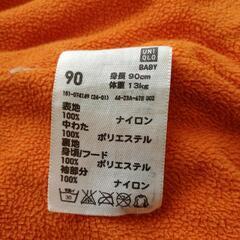 UNI
QLO
BABY
90
身長 90cm
体重 13kg
表地
100% ナイロン
中わた
100% ポリエステル
裏地
身頃/フード
100% ポリエステル
袖部分
100% ナイロン